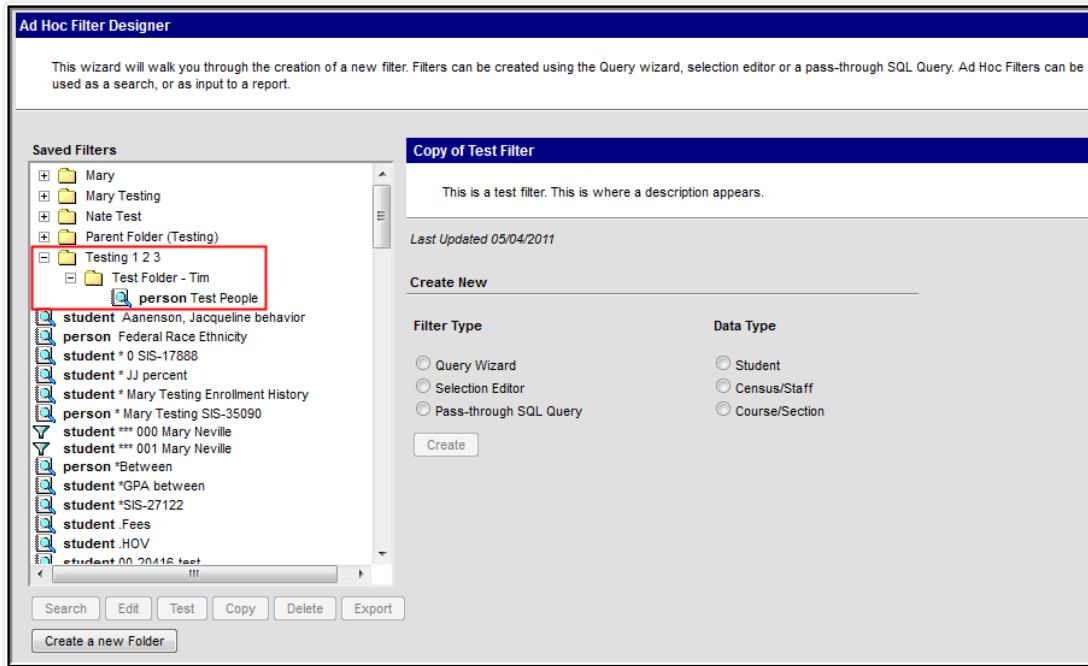 Ad Hoc Filter Designer
This wizard will walk you through the creation of a new filter. Filters can be created using the Query wizard, selection editor or a pass-through SQL Query. Ad Hoc Filters can be
used as a search, or as input to a report.
Saved Filters
Mary
Mary Testing
Nate Test
Parent Folder (Testing)
Testing 1 2 3
Test Folder - Tim
person Test People
student Aanenson, Jacqueline behavior
person Federal Race Ethnicity
student * 0 SIS-17888
student * JJ percent
student * Mary Testing Enrollment History
person * Mary Testing SIS-35090
student *** 000 Mary Neville
student *** 001 Mary Neville
person *Between
student *GPA between
student *SIS-27122
student .Fees
student .HOV
student 00 20416 test
Search Edit Test Copy Delete Export
Create a new Folder
Copy of Test Filter
This is a test filter. This is where a description appears.
Last Updated 05/04/2011
Create New
Filter Type Data Type
Query Wizard Student
Selection Editor Census/Staff
Pass-through SQL Query Course/Section
Create